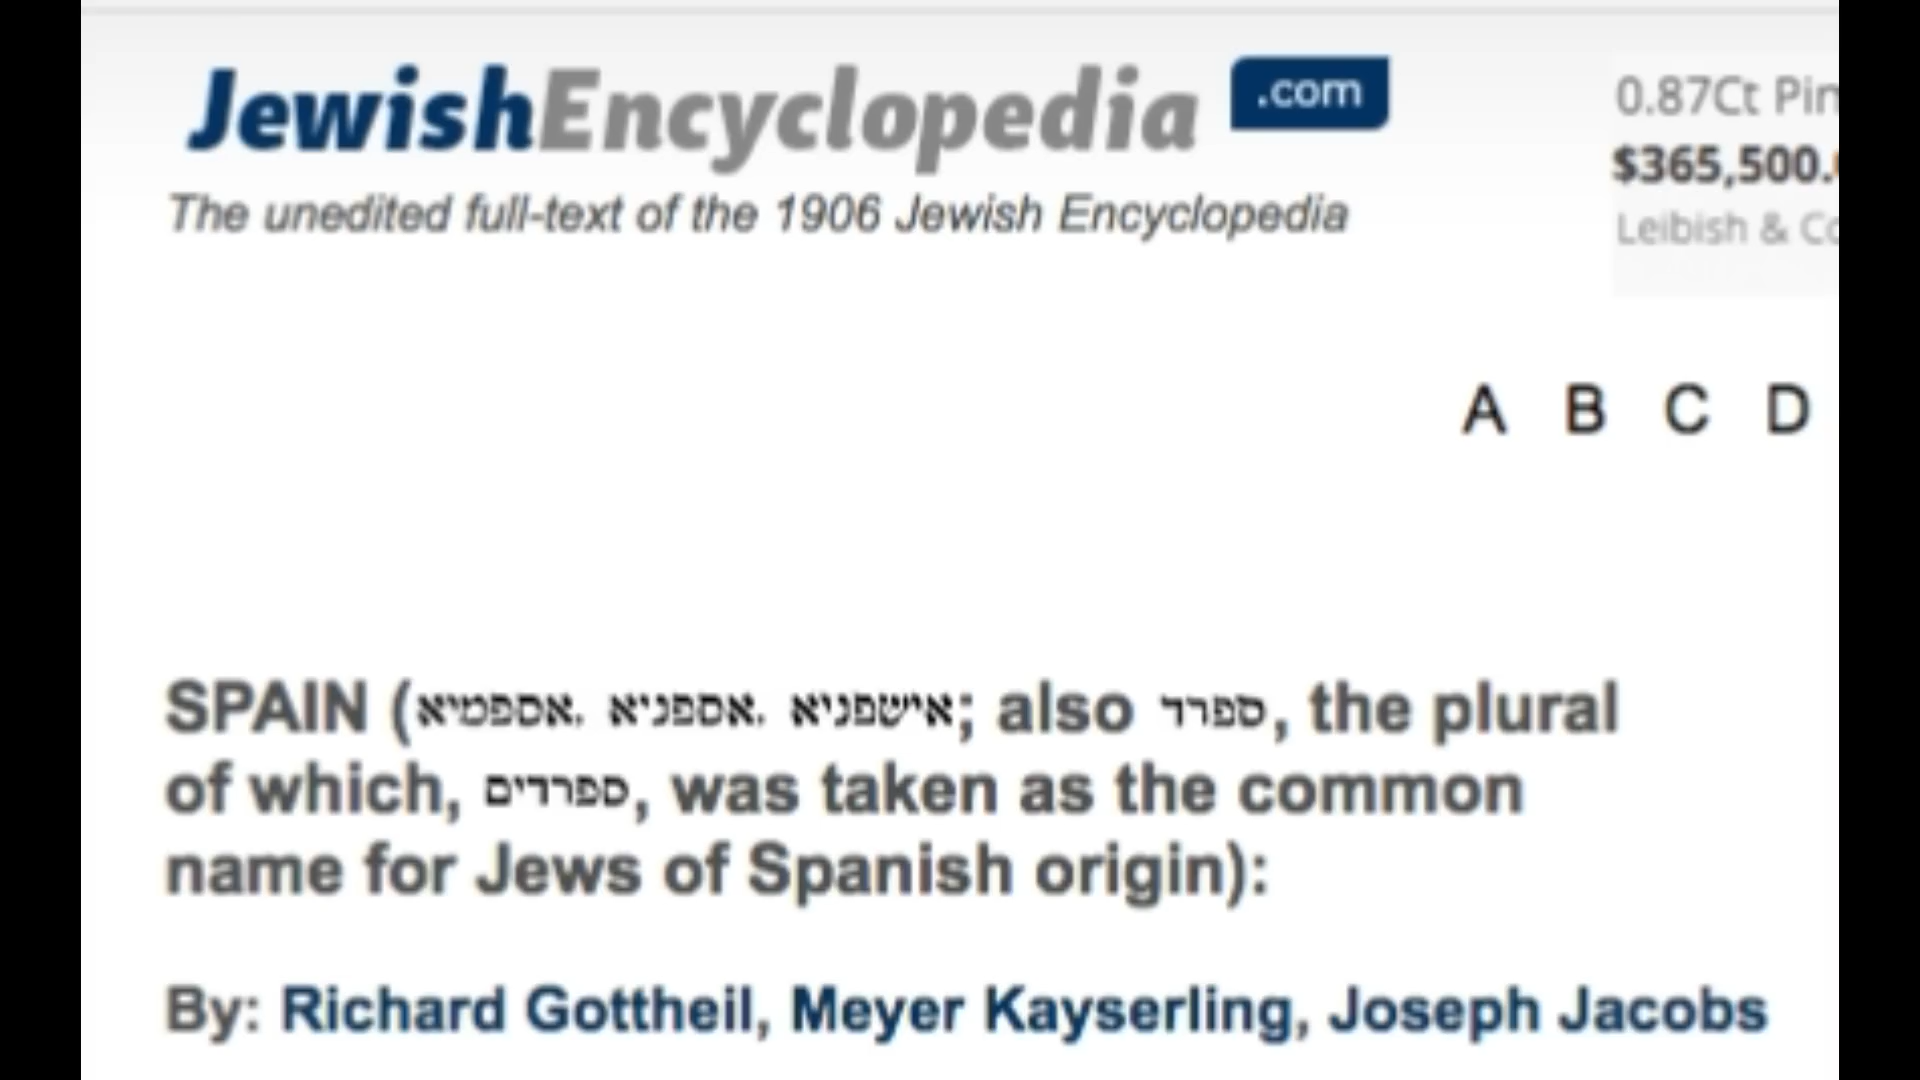 JewishEncyclopedia .com
The unedited full-text of the 1906 Jewish Encyclopedia
0.87Ct
$365,500.
Leibish &
A B C D
SPAIN (אישפניא, אספניא, אספמיא; also ספרד, the plural
of which, ספרדים, was taken as the common
name for Jews of Spanish origin):
By: Richard Gottheil, Meyer Kayserling, Joseph Jacobs